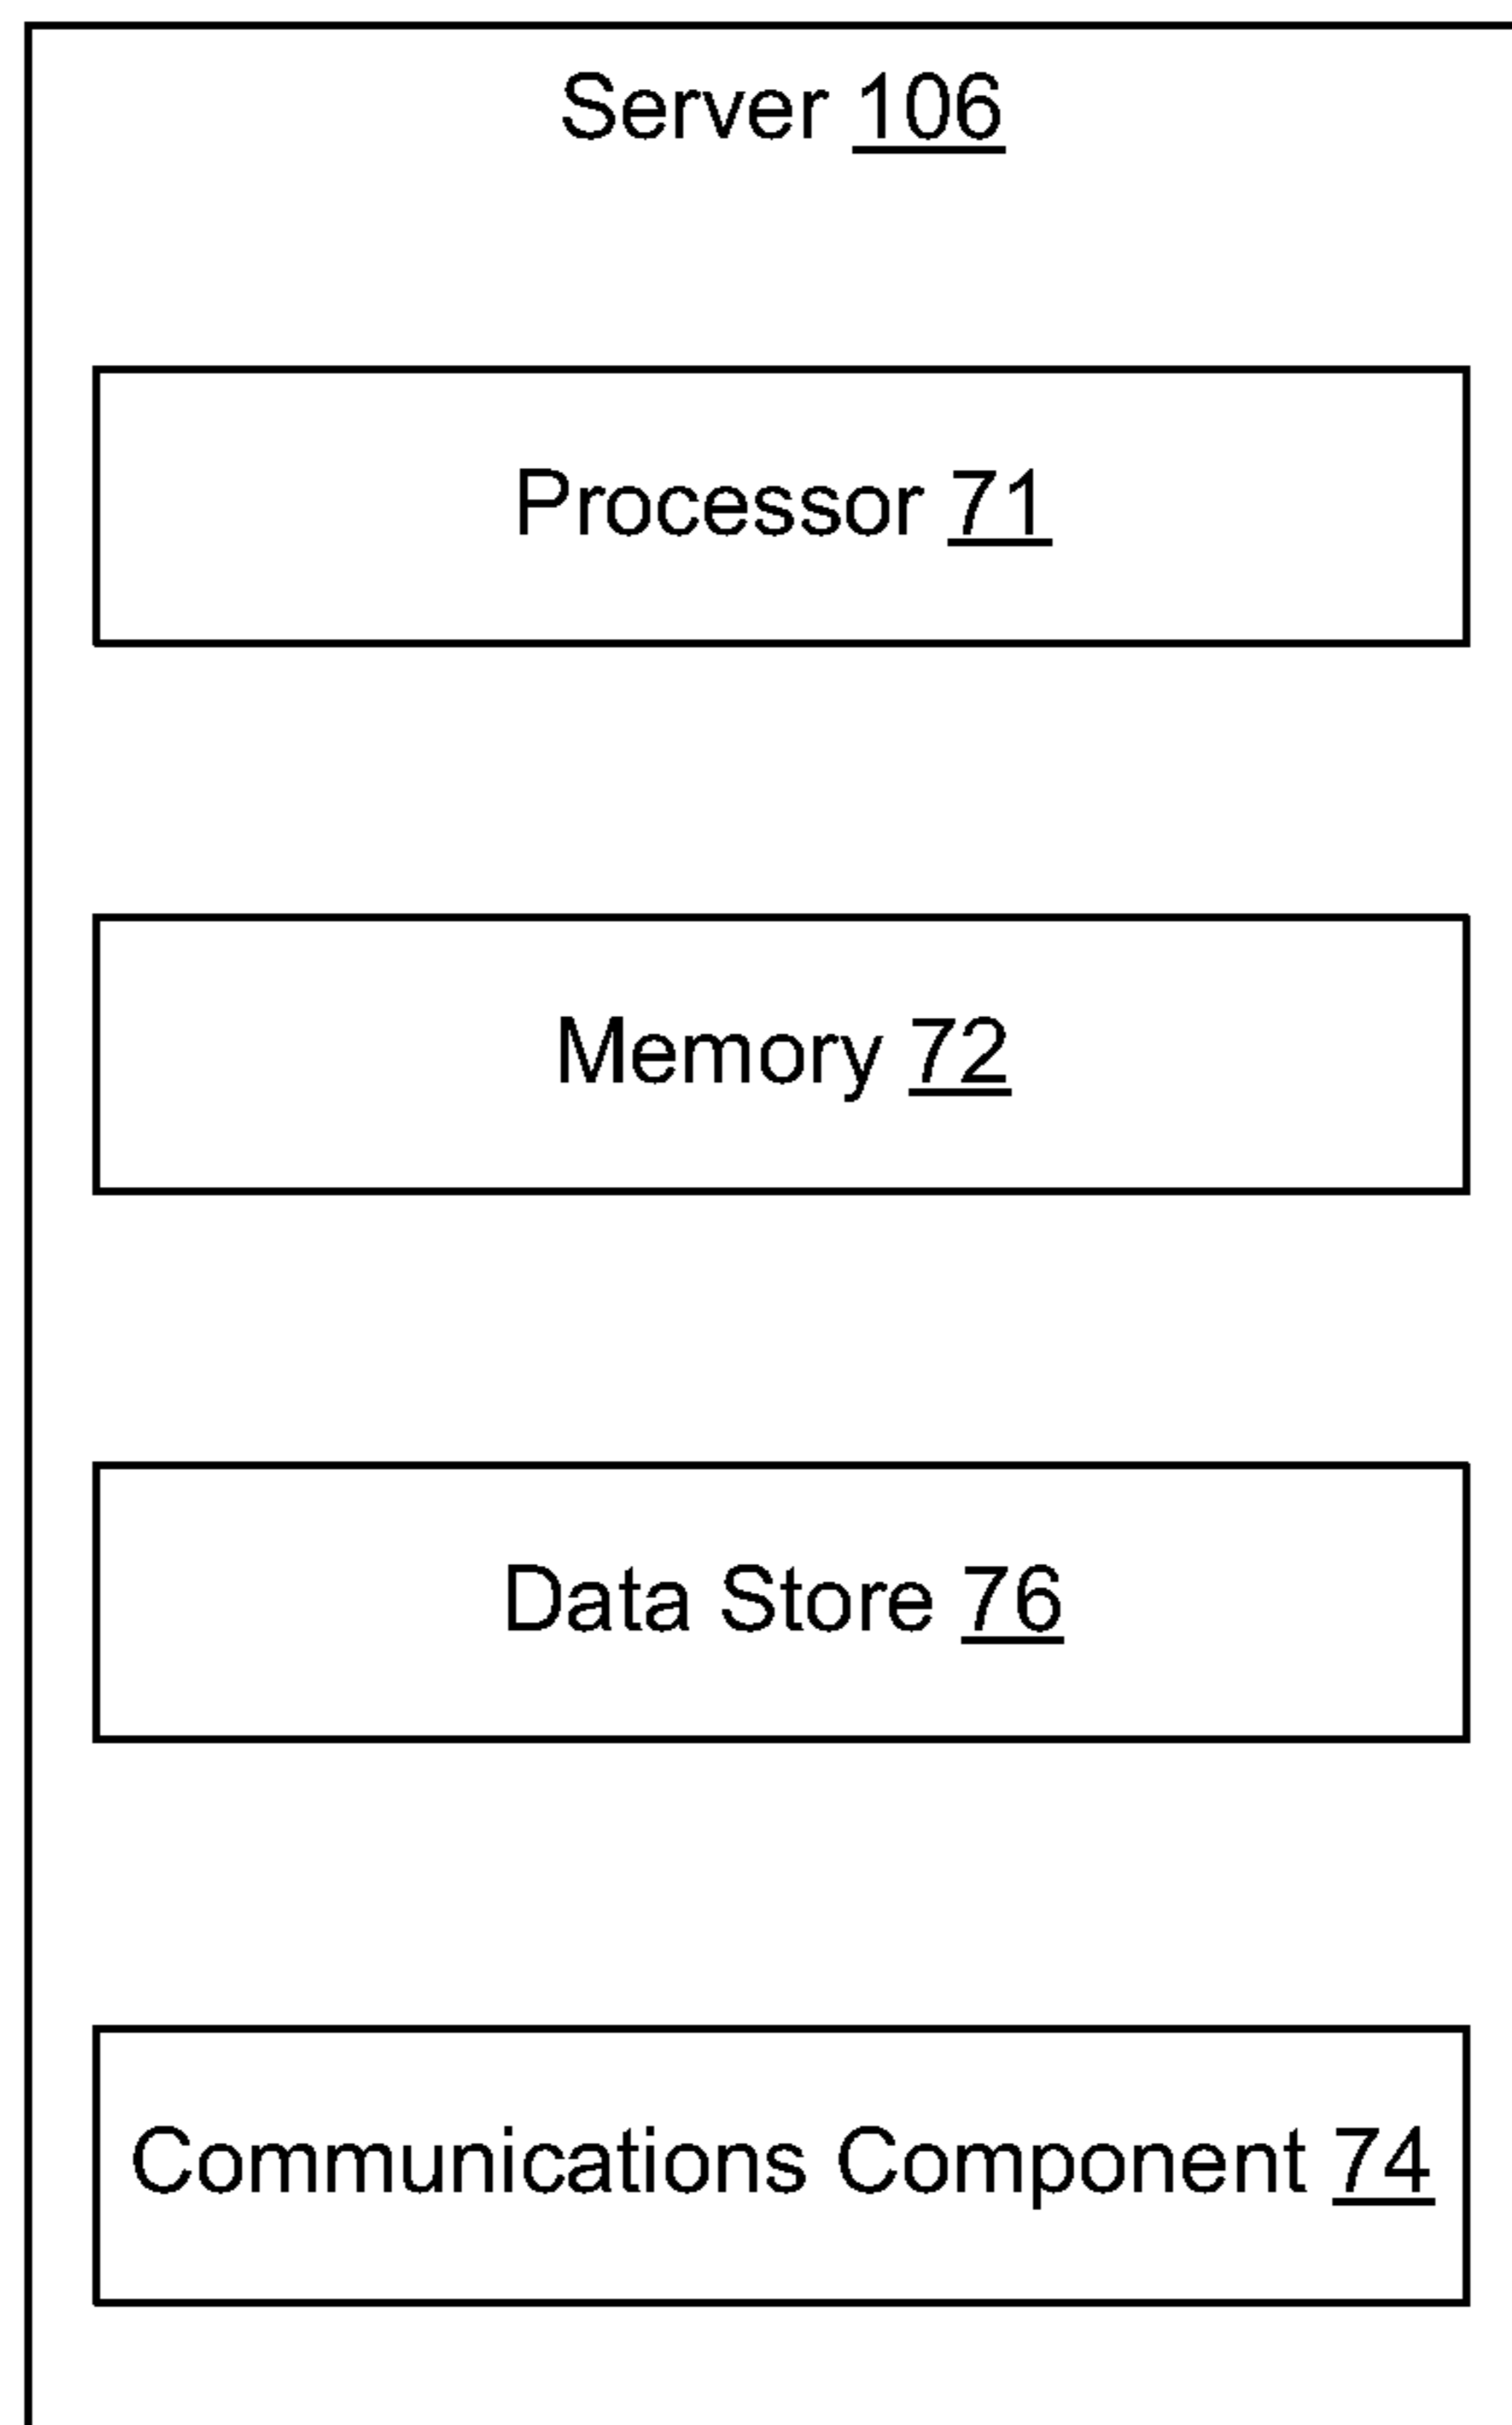 Server 106
Processor 71
Memory 72
Data Store 76
Communications Component 74